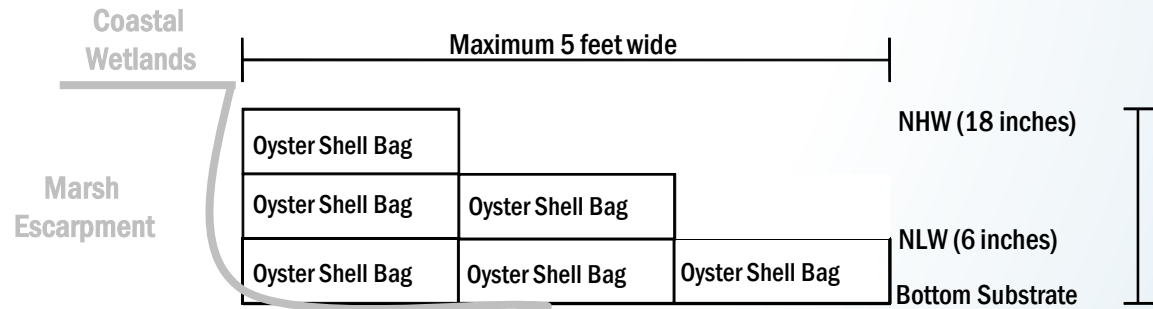 Coastal
Wetlands
Maximum 5 feet wide
NHW (18 inches)
Oyster Shell Bag
Marsh
Escarpment
Oyster Shell Bag
Oyster Shell Bag
NLW (6 inches)
Oyster Shell Bag
Oyster Shell Bag
Oyster Shell Bag
Bottom Substrate